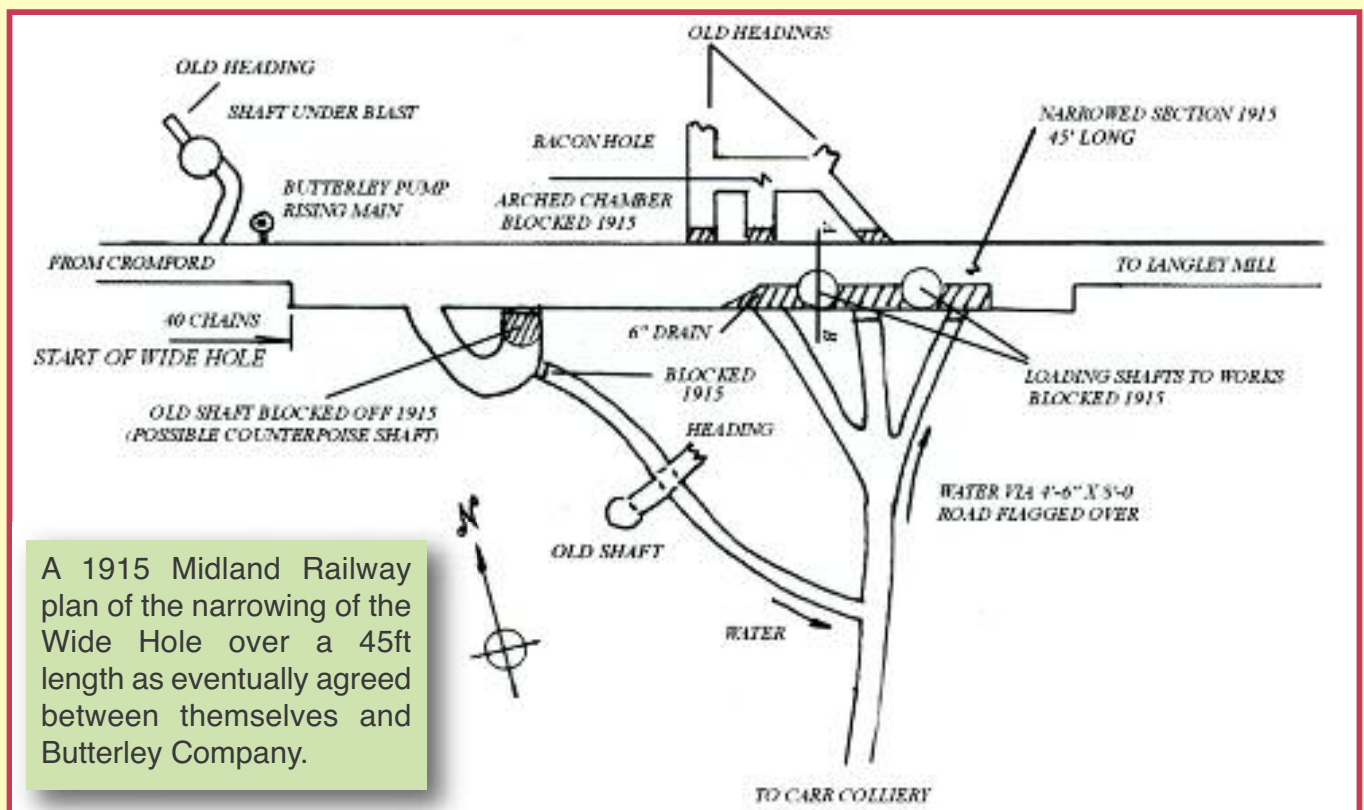 OLD HEADINGS
OLD HEADING
SHAFT UNDER BLAST
NARROWED SECTION 1915
45' LONG
BACON HOLE
BUTTERLEY PUMP
RISING MAIN
ARCHED CHAMBER
BLOCKED 1915
A
FROM CROMFORD
TO LANGLEY MILL
40 CHAINS
START OF WIDE HOLE
6" DRAIN
B
BLOCKED
1915
LOADING SHAFTS TO WORKS
BLOCKED 1915
OLD SHAFT BLOCKED OFF 1915
(POSSIBLE COUNTERPOISE SHAFT)
HEADING
WATER VIA 4'-6" X 5'-0
ROAD FLAGGED OVER
N
OLD SHAFT
WATER
A 1915 Midland Railway
plan of the narrowing of the
Wide Hole over a 45ft
length as eventually agreed
between themselves and
Butterley Company.
TO CARR COLLIERY